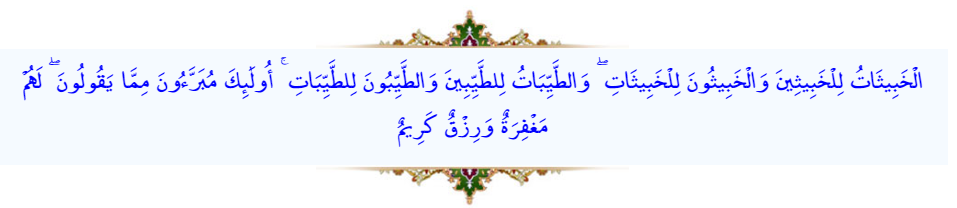 الْخَبِيثَاتُ لِلْخَبِيثِينَ وَالْخَبِيثُونَ لِلْخَبِيثَاتِ ۖ وَالطَّيِّبَاتُ لِلطَّيِّبِينَ وَالطَّيِّبُونَ لِلطَّيِّبَاتِ ۚ أُولَٰئِكَ مُبَرَّءُونَ مِمَّا يَقُولُونَ ۖ لَهُمْ
مَغْفِرَةٌ وَرِزْقٌ كَرِيمٌ